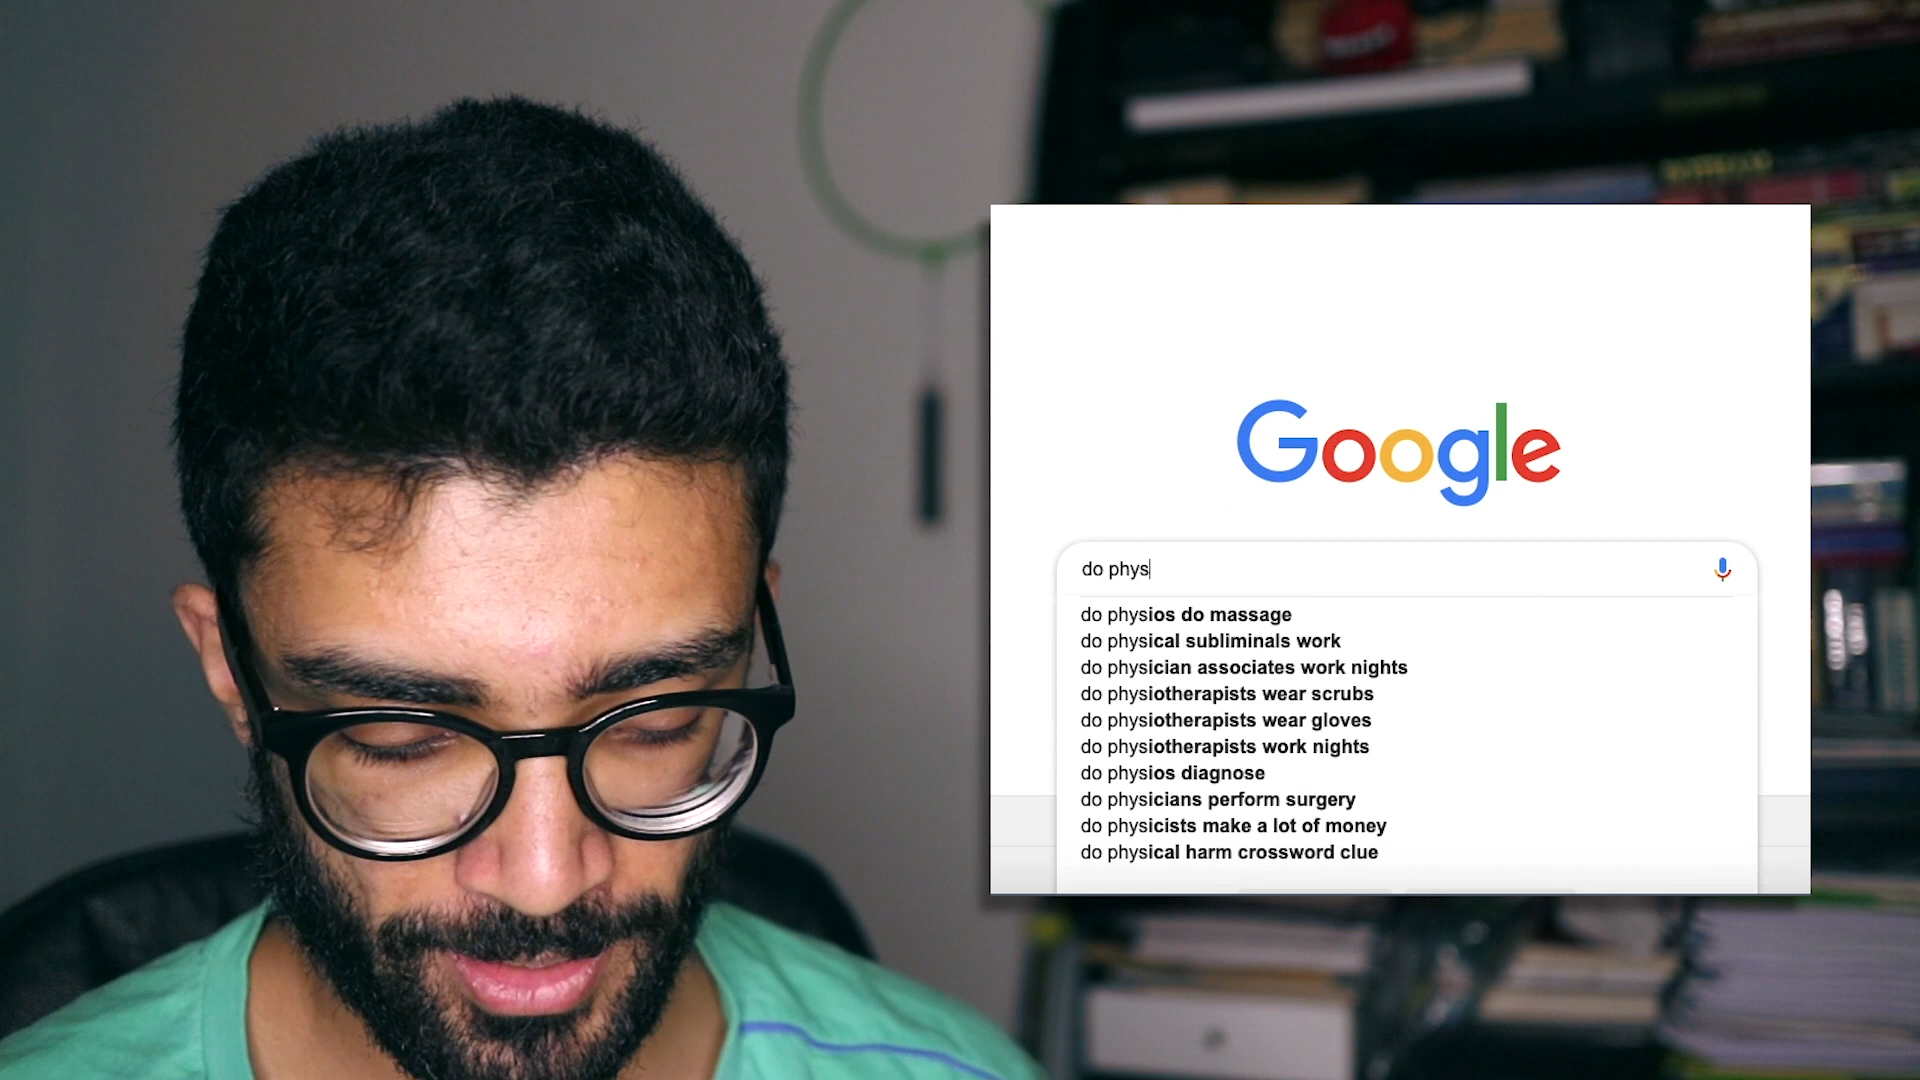 Google
do phys
do physios do massage
do physical subliminals work
do physician associates work nights
do physiotherapists wear scrubs
do physiotherapists wear gloves
do physiotherapists work nights
do physios diagnose
do physicians perform surgery
do physicists make a lot of money
do physical harm crossword clue